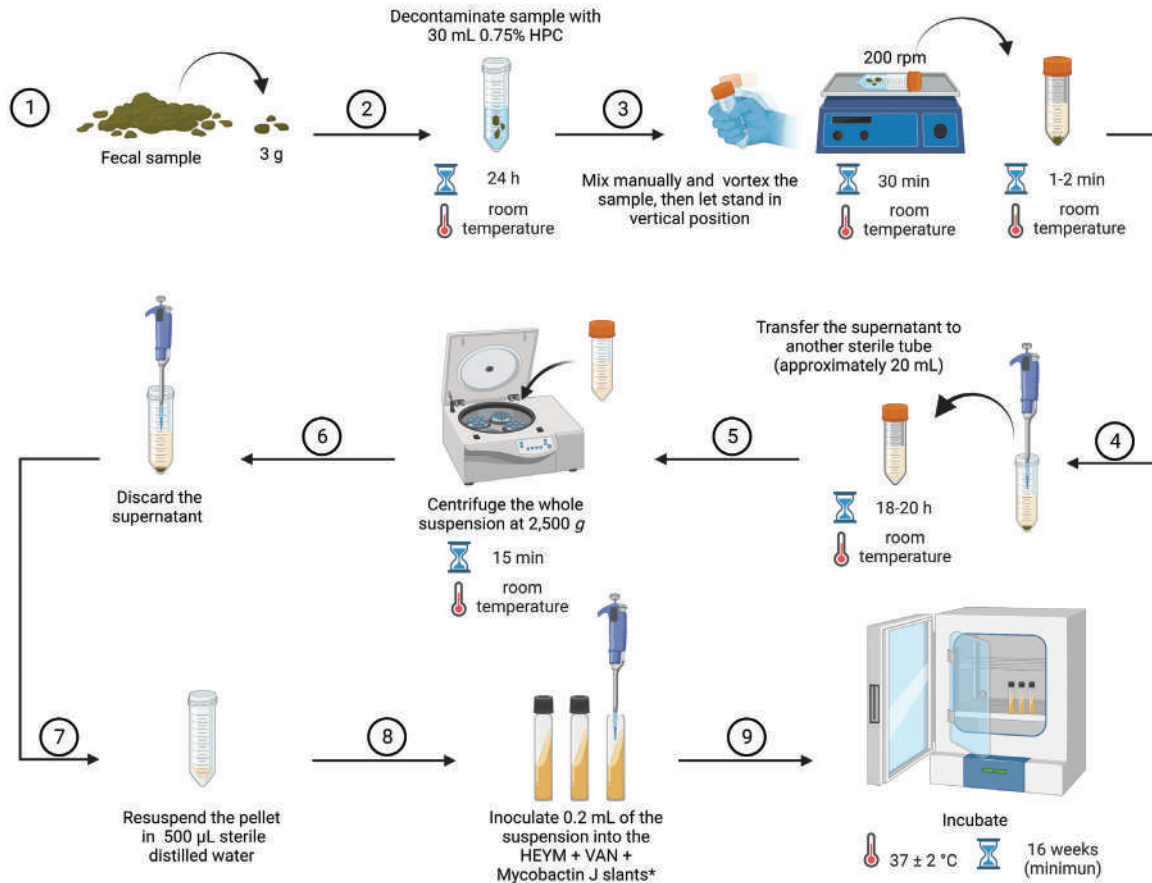 1
Fecal sample
3 g
2
Decontaminate sample with
30 mL 0.75% HPC
24 h
room
temperature
3
Mix manually and vortex the
sample, then let stand in
vertical position
200 rpm
30 min
room
temperature
1-2 min
room
temperature
4
Transfer the supernatant to
another sterile tube
(approximately 20 mL)
18-20 h
room
temperature
5
Centrifuge the whole
suspension at 2,500 g
15 min
room
temperature
6
Discard the
supernatant
7
Resuspend the pellet
in 500 µL sterile
distilled water
8
Inoculate 0.2 mL of the
suspension into the
HEYM + VAN +
Mycobactin J slants*
9
Incubate
37 ± 2 °C
16 weeks
(minimun)